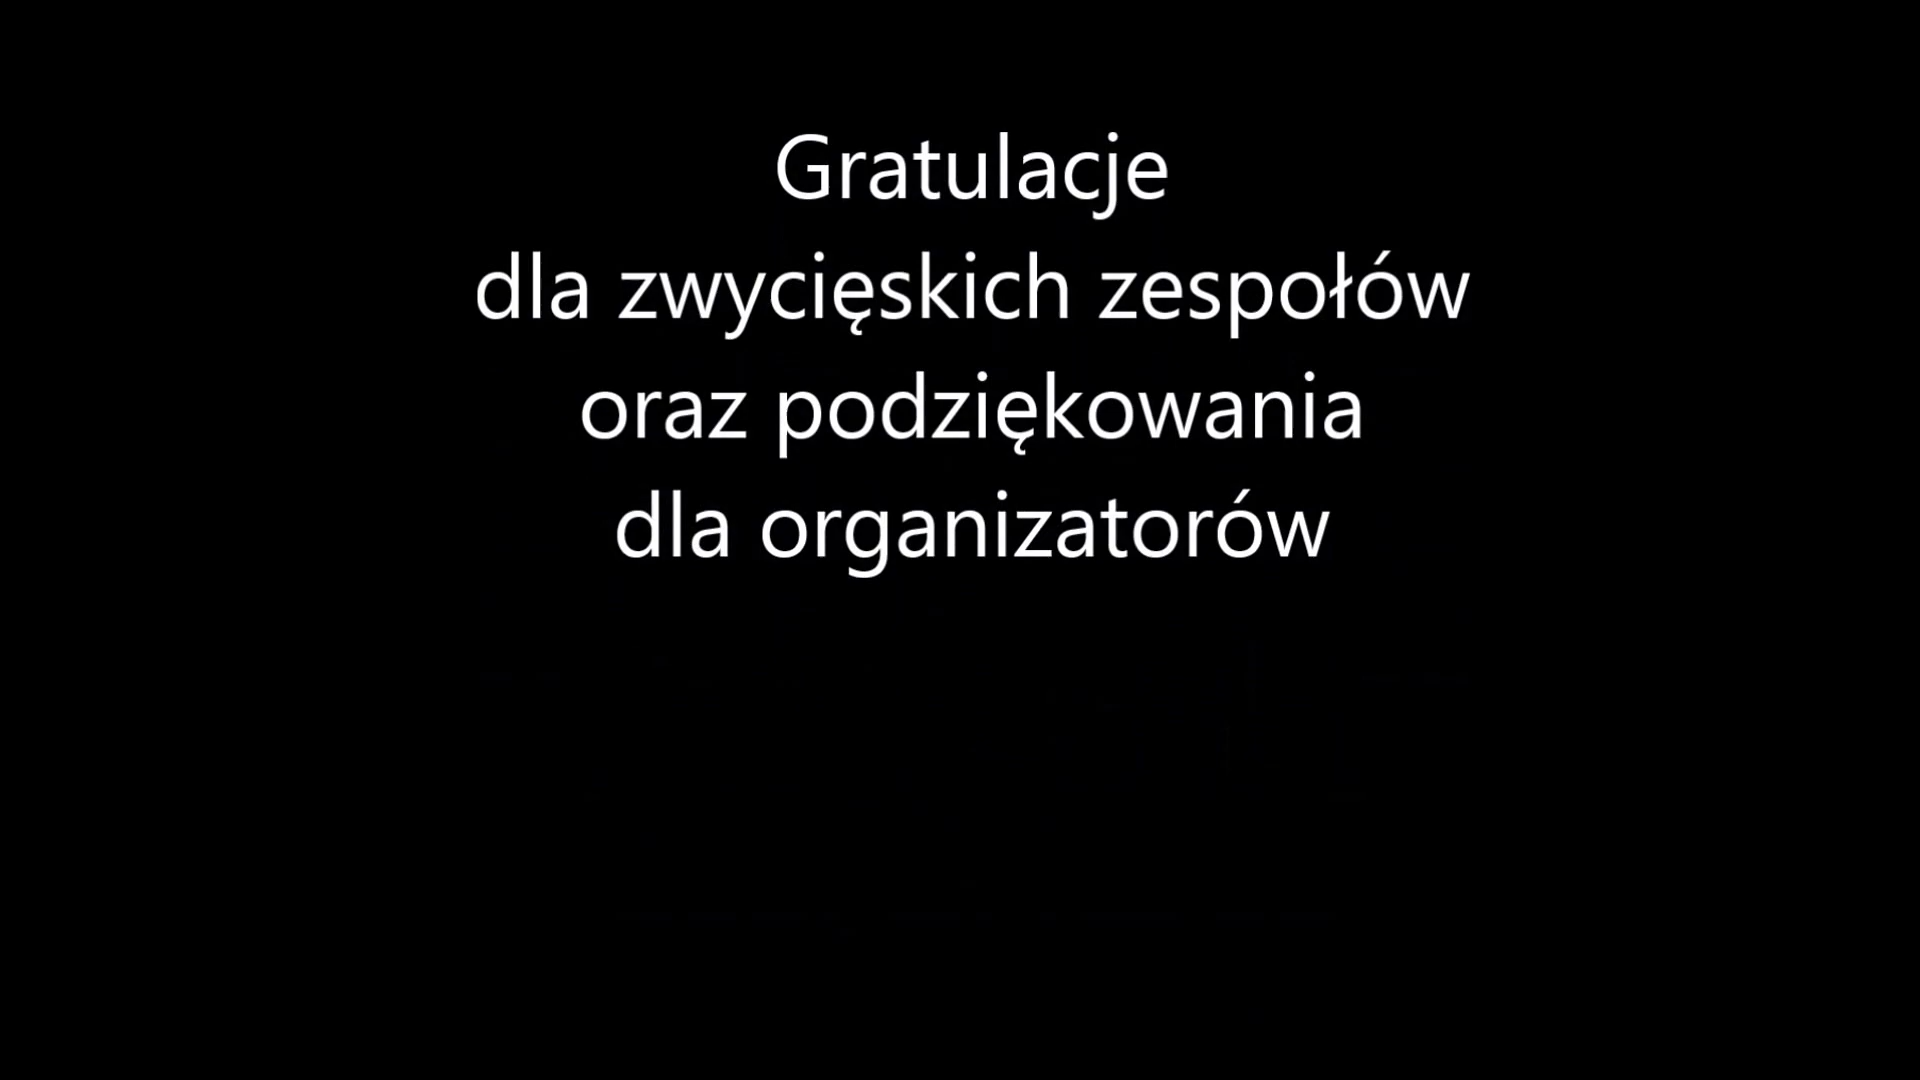 Gratulacje
dla zwycięskich zespołów
oraz podziękowania
dla organizatorów